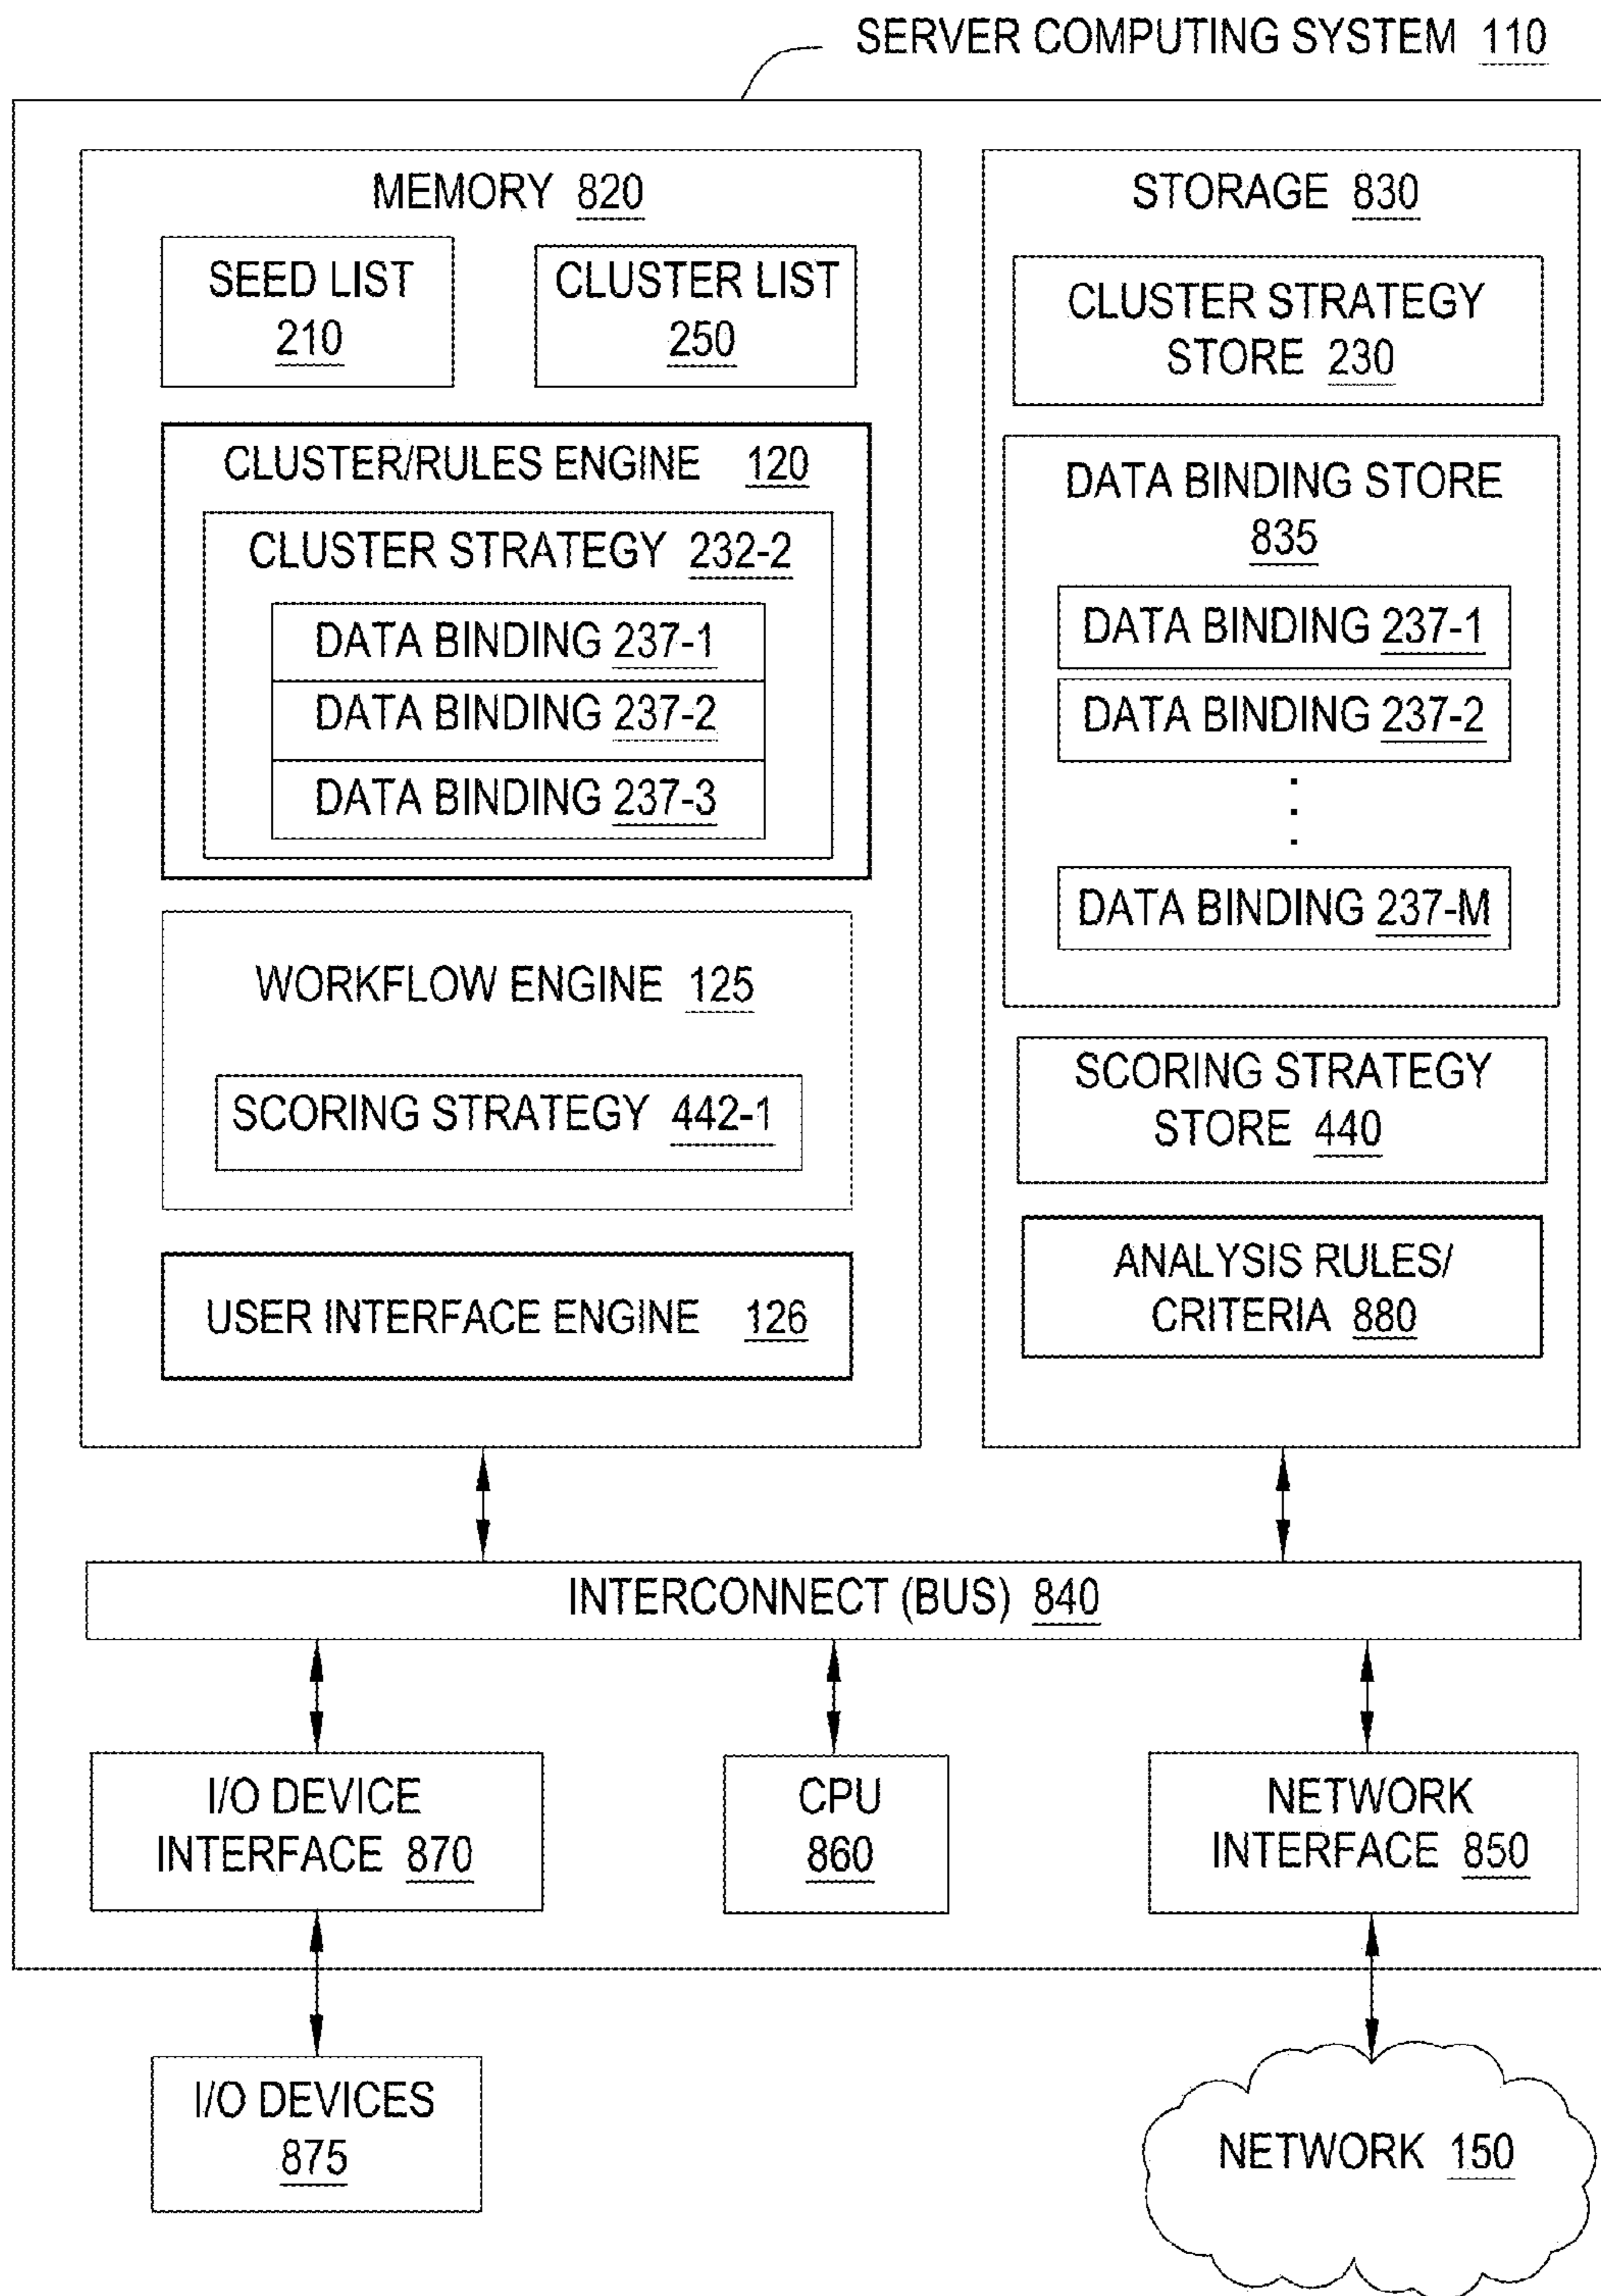 SERVER COMPUTING SYSTEM 110
MEMORY 820
SEED LIST
210
CLUSTER LIST
250
CLUSTER/RULES ENGINE 120
CLUSTER STRATEGY 232-2
DATA BINDING 237-1
DATA BINDING 237-2
DATA BINDING 237-3
WORKFLOW ENGINE 125
SCORING STRATEGY 442-1
USER INTERFACE ENGINE 126
STORAGE 830
CLUSTER STRATEGY
STORE 230
DATA BINDING STORE
835
DATA BINDING 237-1
DATA BINDING 237-2
DATA BINDING 237-M
SCORING STRATEGY
STORE 440
ANALYSIS RULES/
CRITERIA 880
INTERCONNECT (BUS) 840
I/O DEVICE
INTERFACE 870
CPU
860
NETWORK
INTERFACE 850
I/O DEVICES
875
NETWORK 150